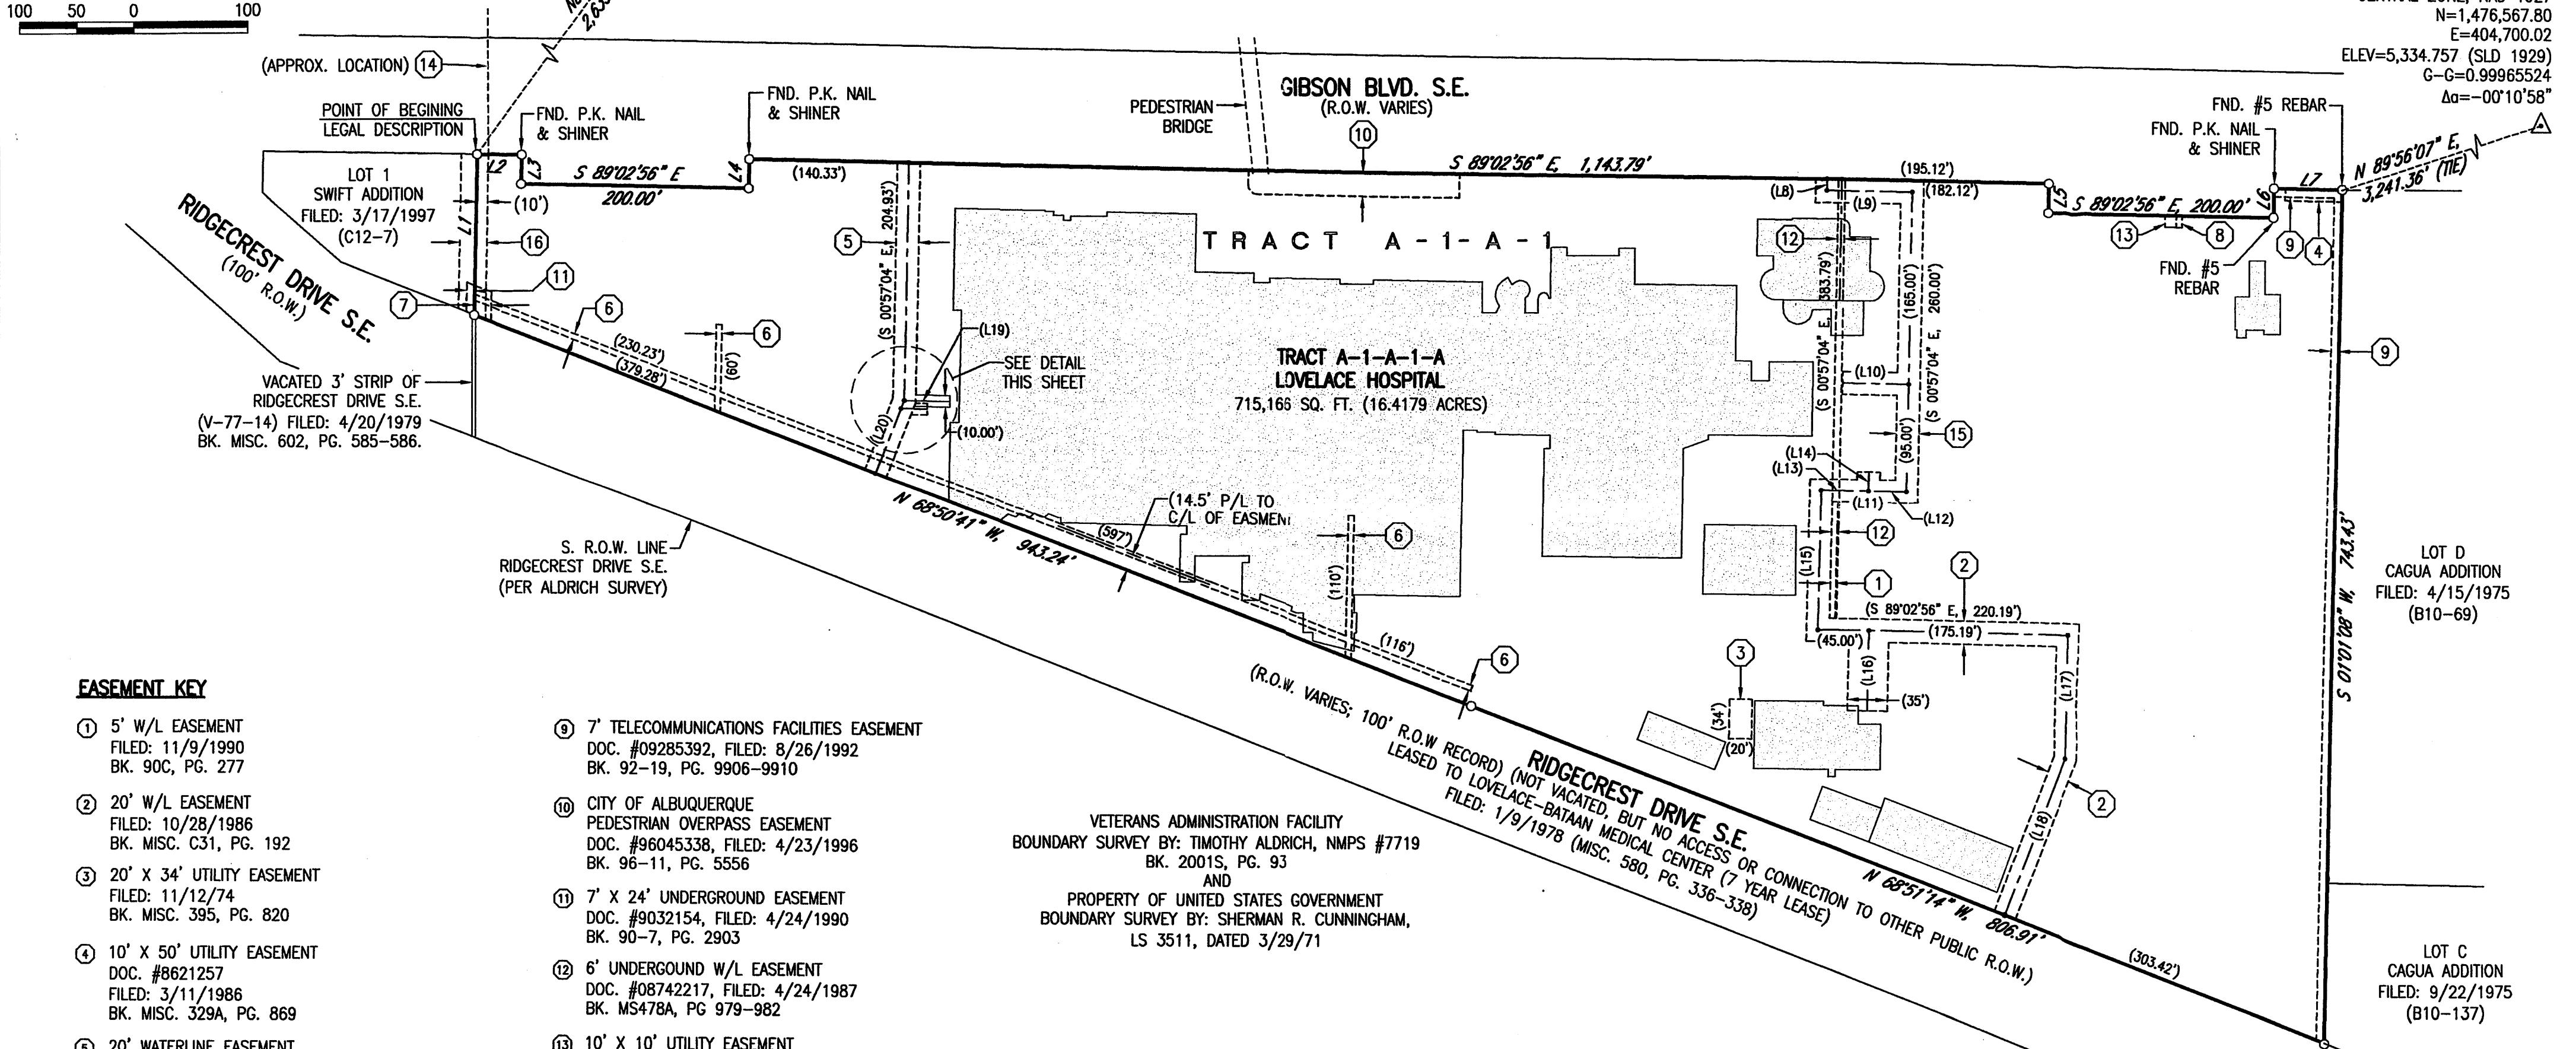 100 50 0 100
2,63
CENTRAL ZONE, NAD 1927
N=1,476,567.80
E=404,700.02
ELEV=5,334.757 (SLD 1929)
G-G=0.99965524
Δα=-00°10'58"
(APPROX. LOCATION) 14
POINT OF BEGINING
LEGAL DESCRIPTION
FND. P.K. NAIL
& SHINER
FND. P.K. NAIL
& SHINER
PEDESTRIAN
BRIDGE
GIBSON BLVD. S.E.
(R.O.W. VARIES)
10
FND. #5 REBAR
FND. P.K. NAIL
& SHINER
N 89°56'07" E,
3,241.36' (TIE)
L2
L3
S 89°02'56" E
200.00'
L4
(140.33')
S 89°02'56" E, 1,143.79'
(195.12')
(182.12')
(L8)
(L9)
L5
S 89°02'56" E, 200.00'
L6
L7
13
8
9
4
FND. #5
REBAR
LOT 1
SWIFT ADDITION
FILED: 3/17/1997
(C12-7)
L1
(10')
16
11
7
6
RIDGECREST DRIVE S.E.
(100' R.O.W.)
VACATED 3' STRIP OF
RIDGECREST DRIVE S.E.
(V-77-14) FILED: 4/20/1979
BK. MISC. 602, PG. 585-586.
(230.23')
(379.28')
6
(60')
5
(S 00°57'04" E, 204.93')
(L19)
SEE DETAIL
THIS SHEET
(L20)
(10.00')
TRACT A-1-A-1
TRACT A-1-A-1-A
LOVELACE HOSPITAL
715,166 SQ. FT. (16.4179 ACRES)
12
(S 00°57'04" E, 383.79')
(165.00')
(S 00°57'04" E, 260.00')
(L10)
(95.00')
15
(L14)
(L13)
(L11)
(L12)
12
(L15)
1
2
(S 89°02'56" E, 220.19')
(45.00')
(175.19')
(L16)
(35')
(L17)
(L18)
2
3
(34')
(20')
9
S 01°01'08" W, 743.43'
LOT D
CAGUA ADDITION
FILED: 4/15/1975
(B10-69)
LOT C
CAGUA ADDITION
FILED: 9/22/1975
(B10-137)
N 68°50'41" W, 943.24'
(14.5' P/L TO
C/L OF EASMENT
(597')
(110')
6
(116')
6
S. R.O.W. LINE
RIDGECREST DRIVE S.E.
(PER ALDRICH SURVEY)
RIDGECREST DRIVE S.E.
(R.O.W. VARIES; 100' R.O.W RECORD) (NOT VACATED, BUT NO ACCESS OR CONNECTION TO OTHER PUBLIC R.O.W.)
LEASED TO LOVELACE-BATAAN MEDICAL CENTER (7 YEAR LEASE)
FILED: 1/9/1978 (MISC. 580, PG. 336-338)
N 68°51'14" W, 806.91'
(303.42')
VETERANS ADMINISTRATION FACILITY
BOUNDARY SURVEY BY: TIMOTHY ALDRICH, NMPS #7719
BK. 2001S, PG. 93
AND
PROPERTY OF UNITED STATES GOVERNMENT
BOUNDARY SURVEY BY: SHERMAN R. CUNNINGHAM,
LS 3511, DATED 3/29/71
EASEMENT KEY
1 5' W/L EASEMENT
FILED: 11/9/1990
BK. 90C, PG. 277
2 20' W/L EASEMENT
FILED: 10/28/1986
BK. MISC. C31, PG. 192
3 20' X 34' UTILITY EASEMENT
FILED: 11/12/74
BK. MISC. 395, PG. 820
4 10' X 50' UTILITY EASEMENT
DOC. #8621257
FILED: 3/11/1986
BK. MISC. 329A, PG. 869
5 20' WATERLINE EASEMENT
9 7' TELECOMMUNICATIONS FACILITIES EASEMENT
DOC. #09285392, FILED: 8/26/1992
BK. 92-19, PG. 9906-9910
10 CITY OF ALBUQUERQUE
PEDESTRIAN OVERPASS EASEMENT
DOC. #96045338, FILED: 4/23/1996
BK. 96-11, PG. 5556
11 7' X 24' UNDERGROUND EASEMENT
DOC. #9032154, FILED: 4/24/1990
BK. 90-7, PG. 2903
12 6' UNDERGOUND W/L EASEMENT
DOC. #08742217, FILED: 4/24/1987
BK. MS478A, PG 979-982
13 10' X 10' UTILITY EASEMENT